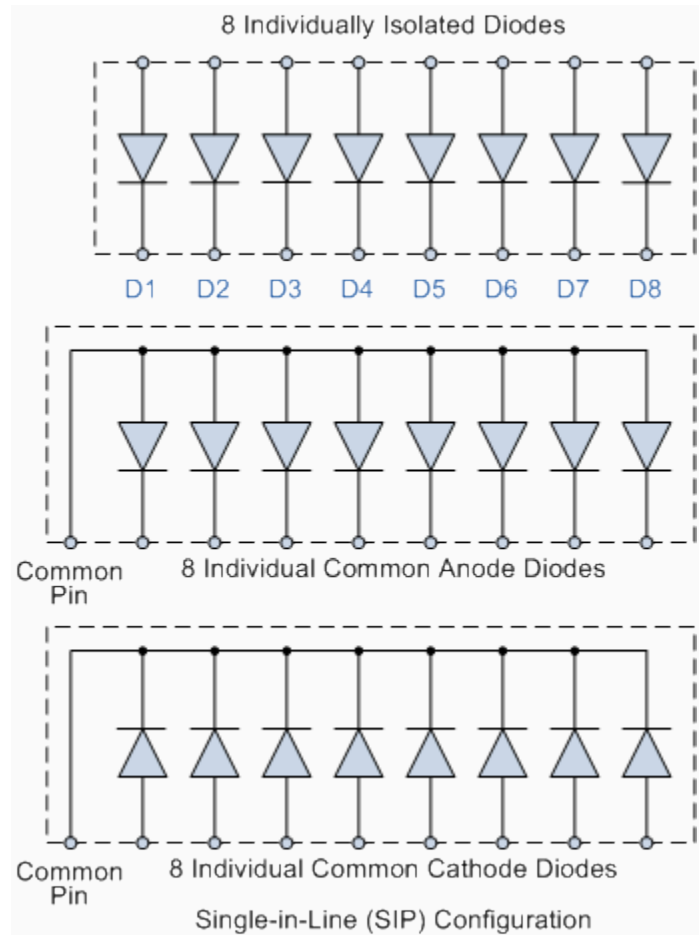 8 Individually Isolated Diodes
D1 D2 D3 D4 D5 D6 D7 D8
Common
Pin
8 Individual Common Anode Diodes
Common
Pin
8 Individual Common Cathode Diodes
Single-in-Line (SIP) Configuration